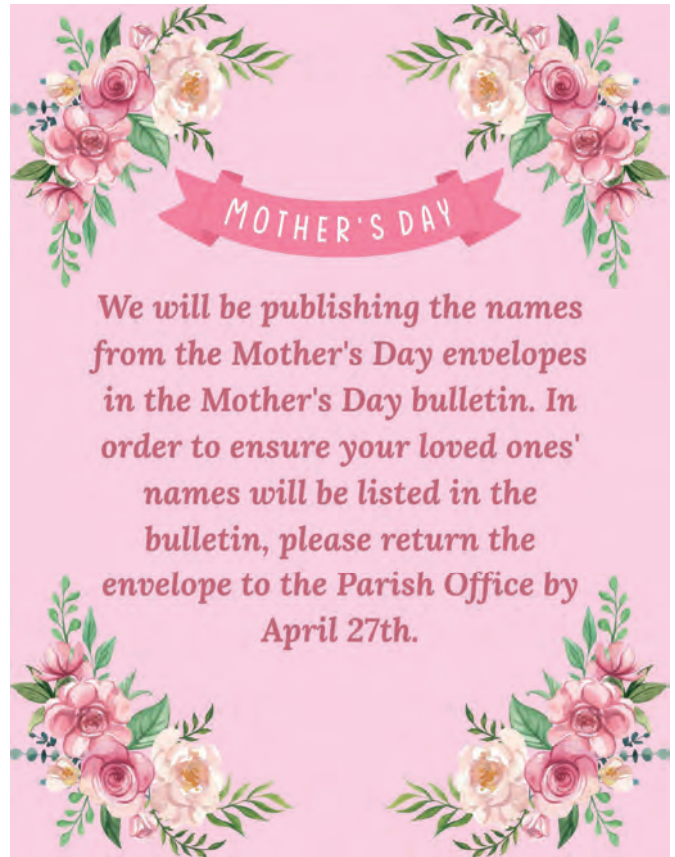 MOTHER'S DAY
We will be publishing the names
from the Mother's Day envelopes
in the Mother's Day bulletin. In
order to ensure your loved ones'
names will be listed in the
bulletin, please return the
envelope to the Parish Office by
April 27th.